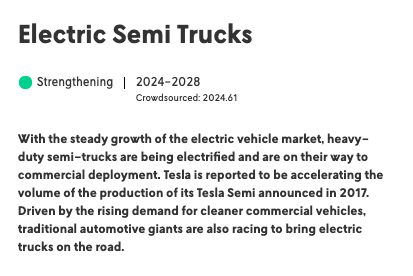 Electric Semi Trucks
Strengthening | 2024–2028
Crowdsourced: 2024.61
With the steady growth of the electric vehicle market, heavy-
duty semi-trucks are being electrified and are on their way to
commercial deployment. Tesla is reported to be accelerating the
volume of the production of its Tesla Semi announced in 2017.
Driven by the rising demand for cleaner commercial vehicles,
traditional automotive giants are also racing to bring electric
trucks on the road.